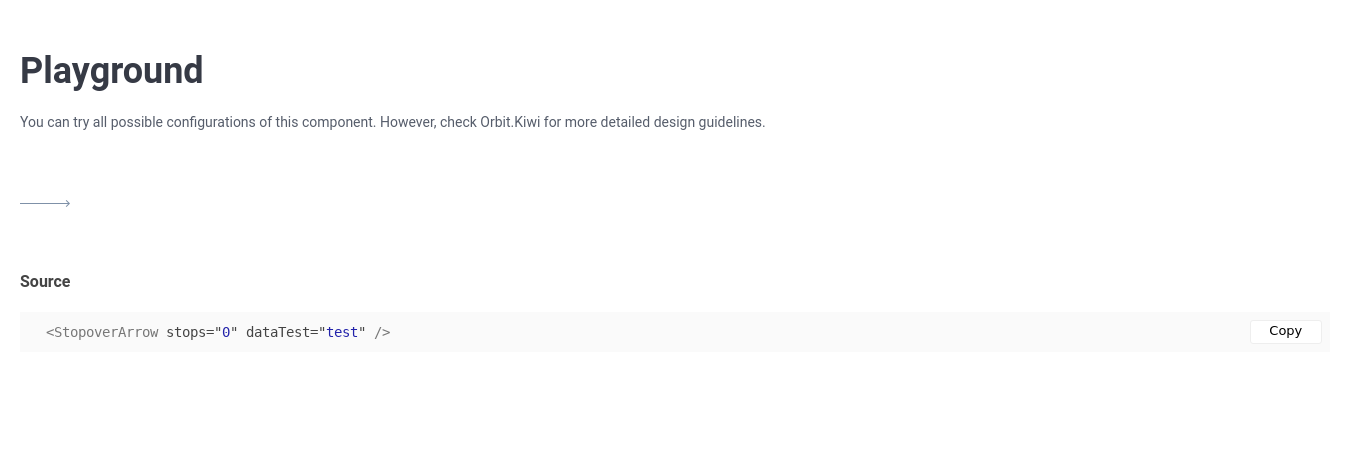 Playground
You can try all possible configurations of this component. However, check Orbit.Kiwi for more detailed design guidelines.
Source
<StopoverArrow stops="0" dataTest="test" />
Copy